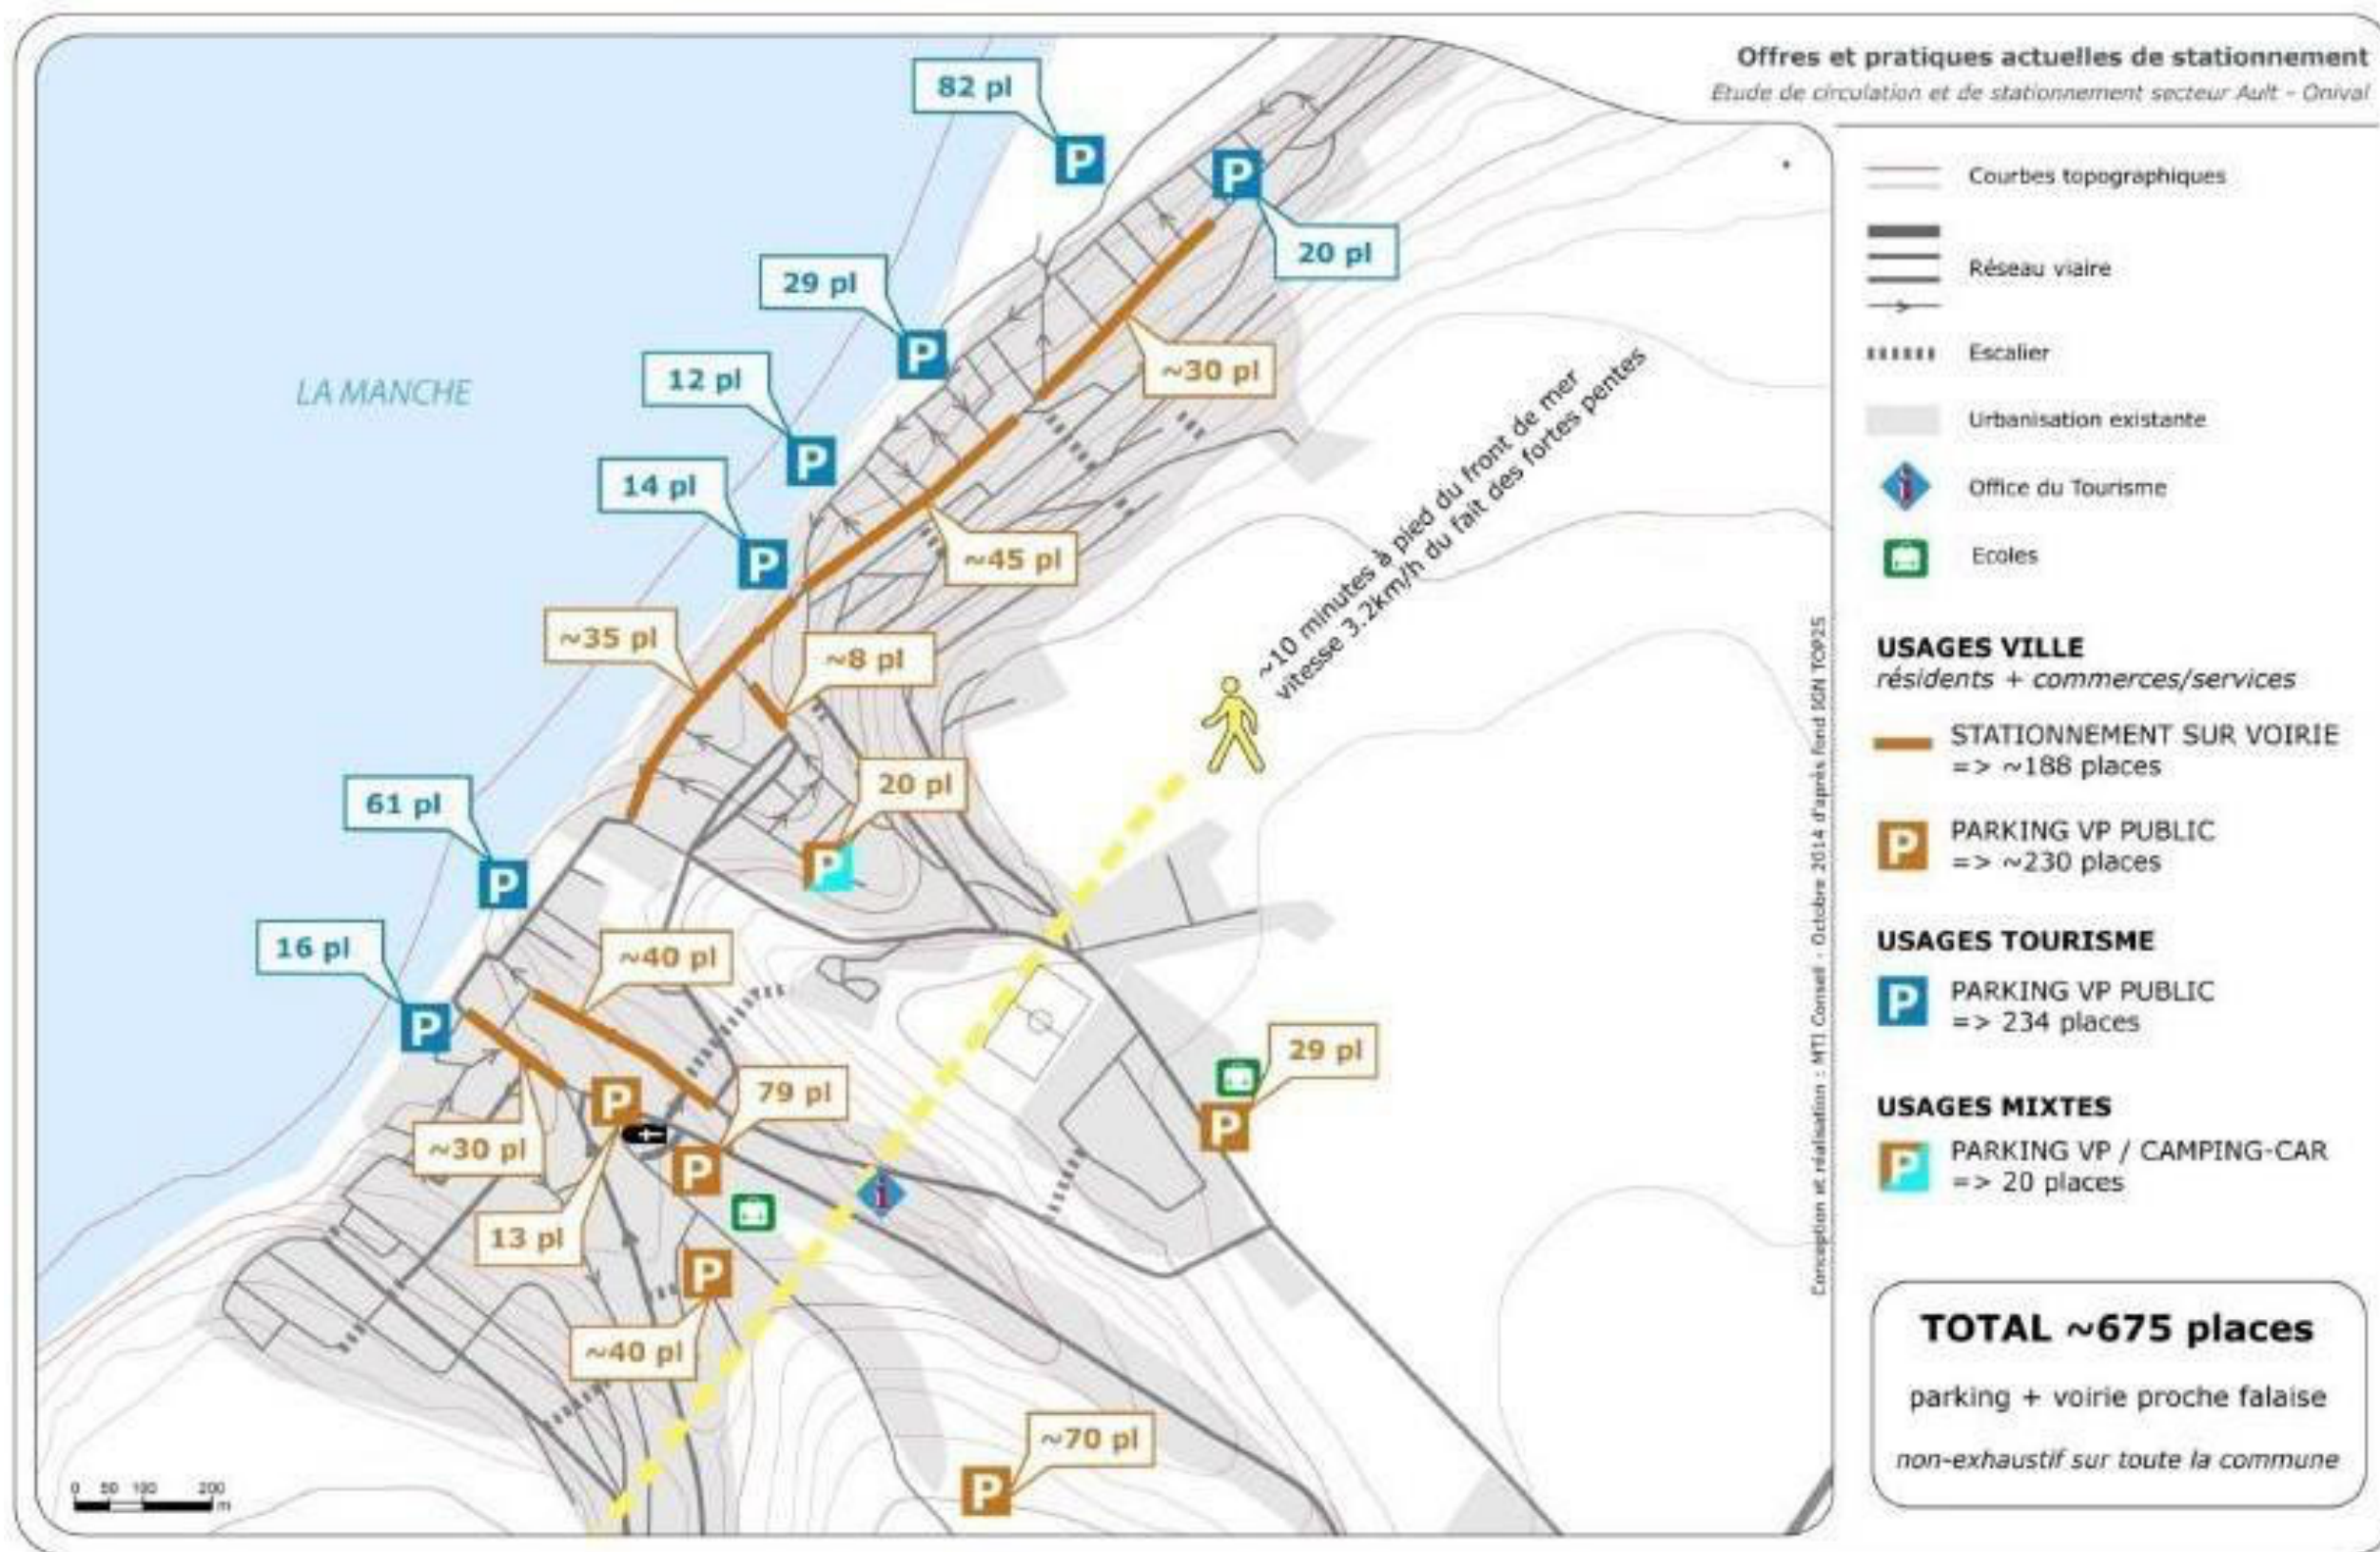 Offres et pratiques actuelles de stationnement
Etude de circulation et de stationnement secteur Ault - Onival
82 pl
20 pl
29 pl
~30 pl
12 pl
LA MANCHE
14 pl
~45 pl
~10 minutes à pied du front de mer
vitesse 3.2km/h du fait des fortes pentes
~35 pl
~8 pl
20 pl
61 pl
16 pl
~40 pl
29 pl
79 pl
~30 pl
13 pl
~40 pl
~70 pl
P
P
P
P
P
P
P
P
P
P
P
P
P
i
0 50 100 200
m
Courbes topographiques
Réseau viaire
Escalier
Urbanisation existante
i
Office du Tourisme
Ecoles
USAGES VILLE
résidents + commerces/services
STATIONNEMENT SUR VOIRIE
=> ~188 places
P
PARKING VP PUBLIC
=> ~230 places
USAGES TOURISME
P
PARKING VP PUBLIC
=> 234 places
USAGES MIXTES
P
PARKING VP / CAMPING-CAR
=> 20 places
TOTAL ~675 places
parking + voirie proche falaise
non-exhaustif sur toute la commune
Conception et réalisation : MTI Conseil - Octobre 2014 d'après fond IGN TOP25